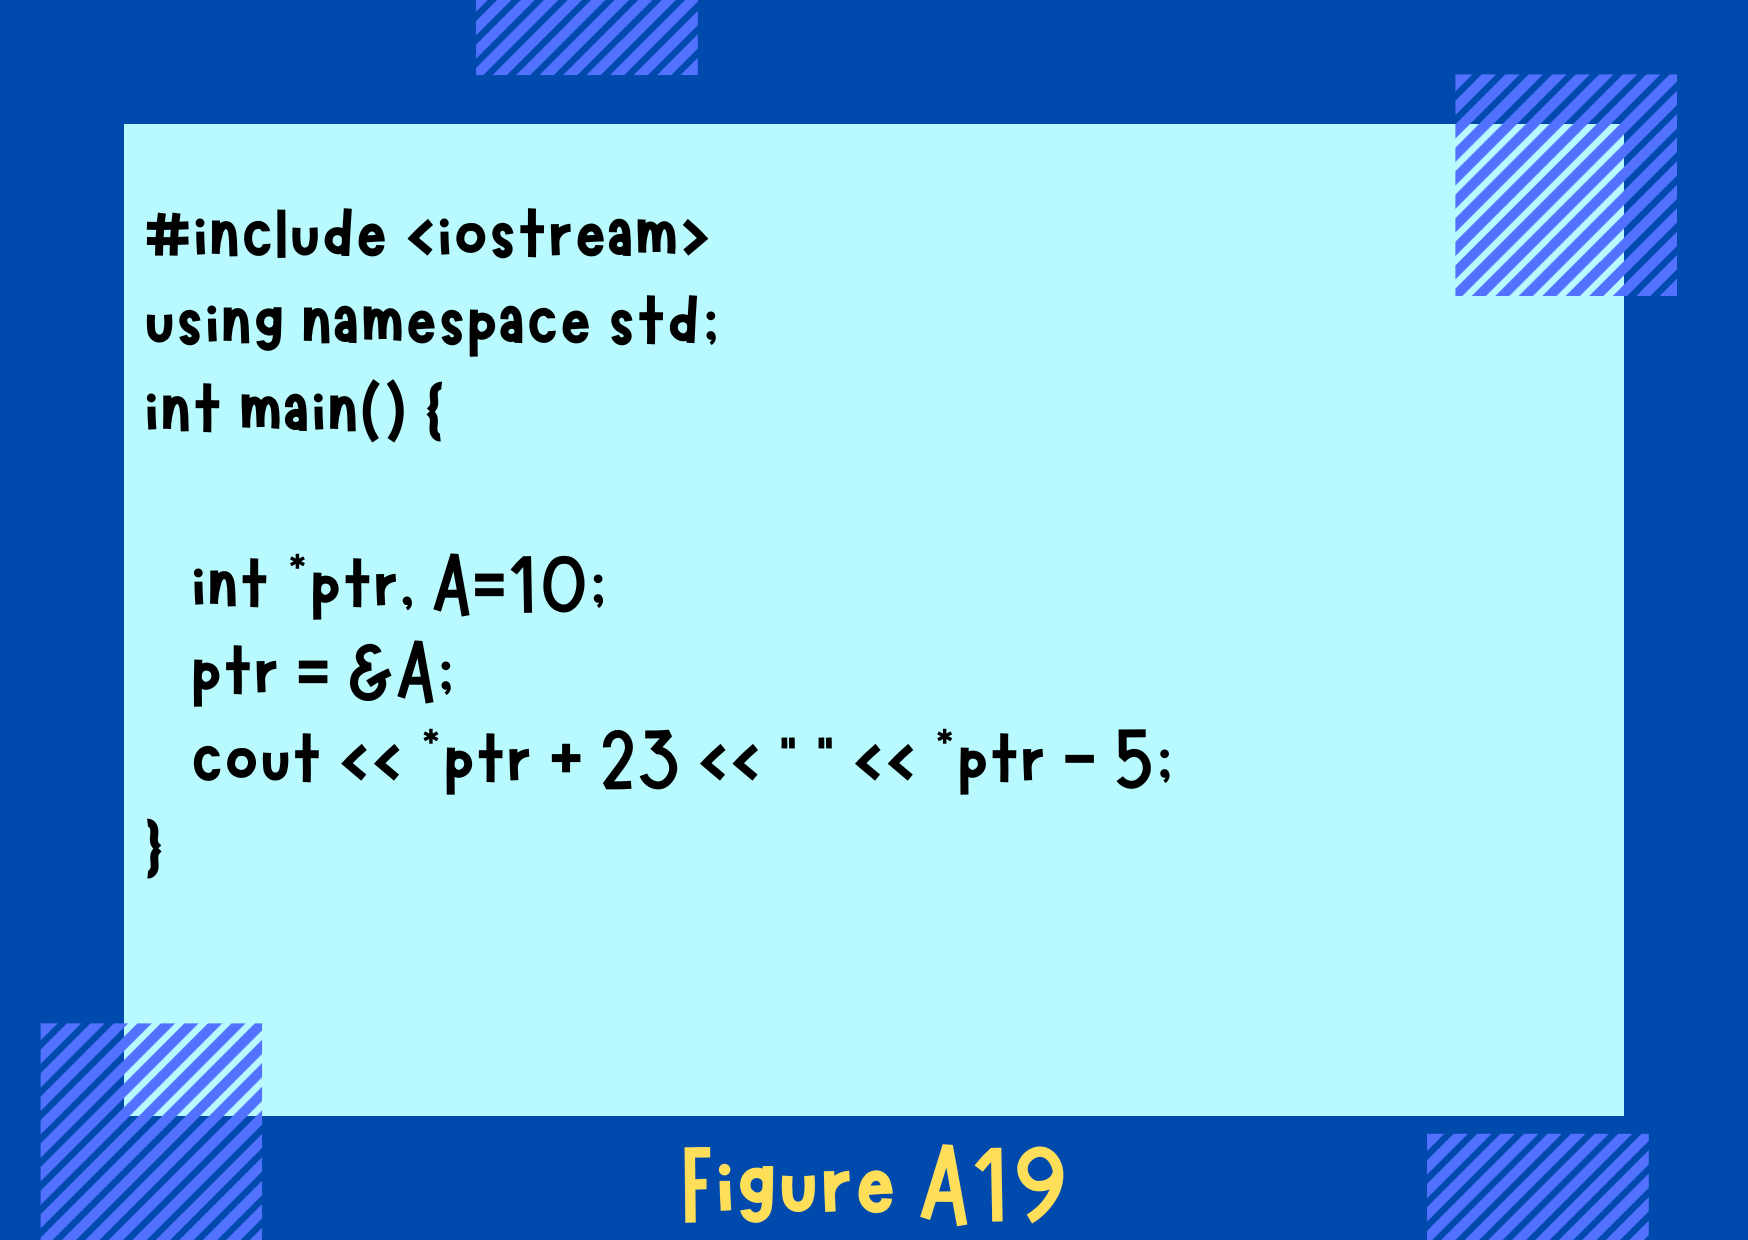 #include <iostream>
using namespace std;
int main() {
int *ptr, A=10;
ptr = &A;
cout << *ptr + 23 << " " << *ptr - 5;
}
Figure A19